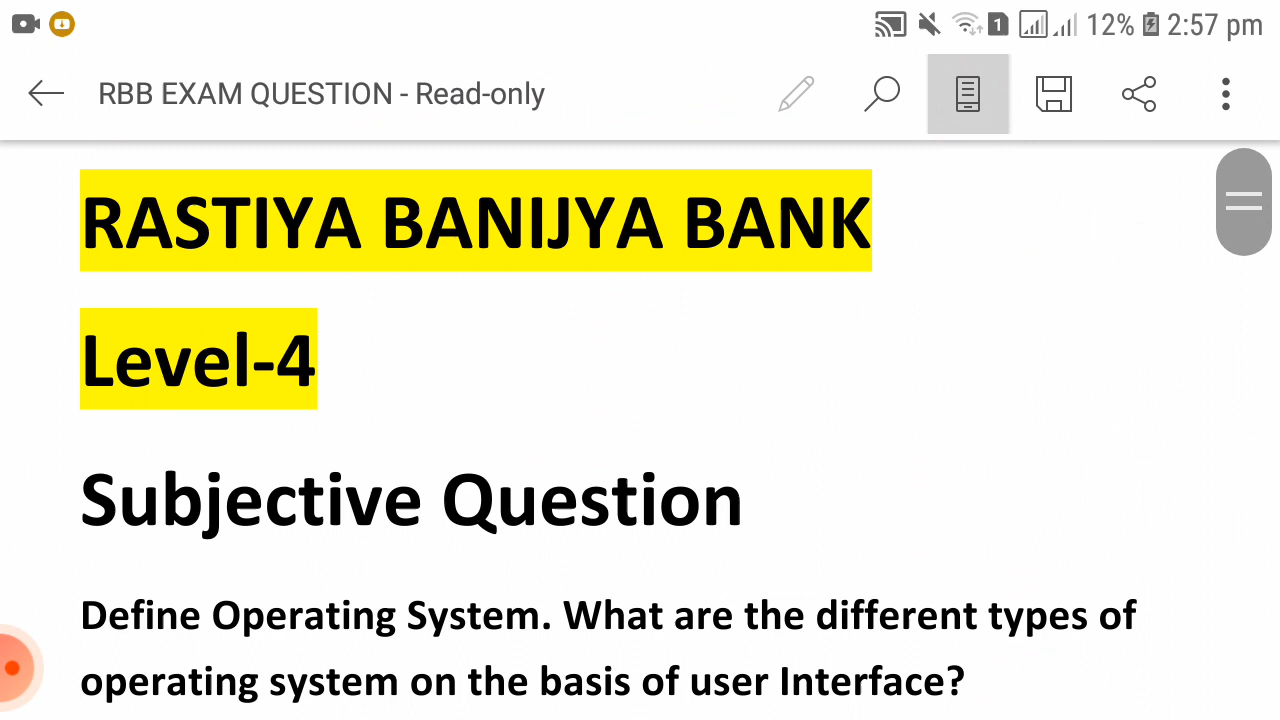 1 12% 2:57 pm
RBB EXAM QUESTION - Read-only
RASTIYA BANIJYA BANK
Level-4
Subjective Question
Define Operating System. What are the different types of
operating system on the basis of user Interface?